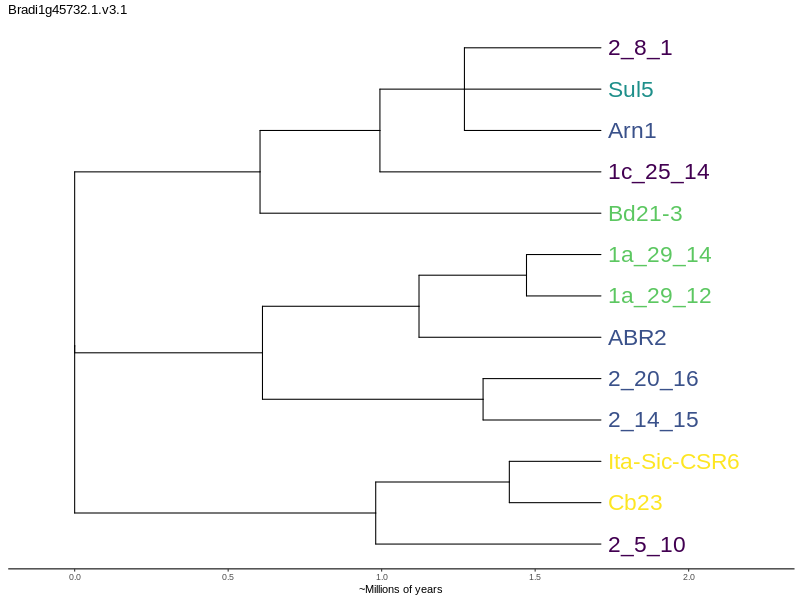 Bradi1g45732.1.v3.1
2_8_1
Sul5
Arn1
1c_25_14
Bd21-3
1a_29_14
1a_29_12
ABR2
2_20_16
2_14_15
Ita-Sic-CSR6
Cb23
2_5_10
0.0 0.5 1.0 1.5 2.0
~Millions of years